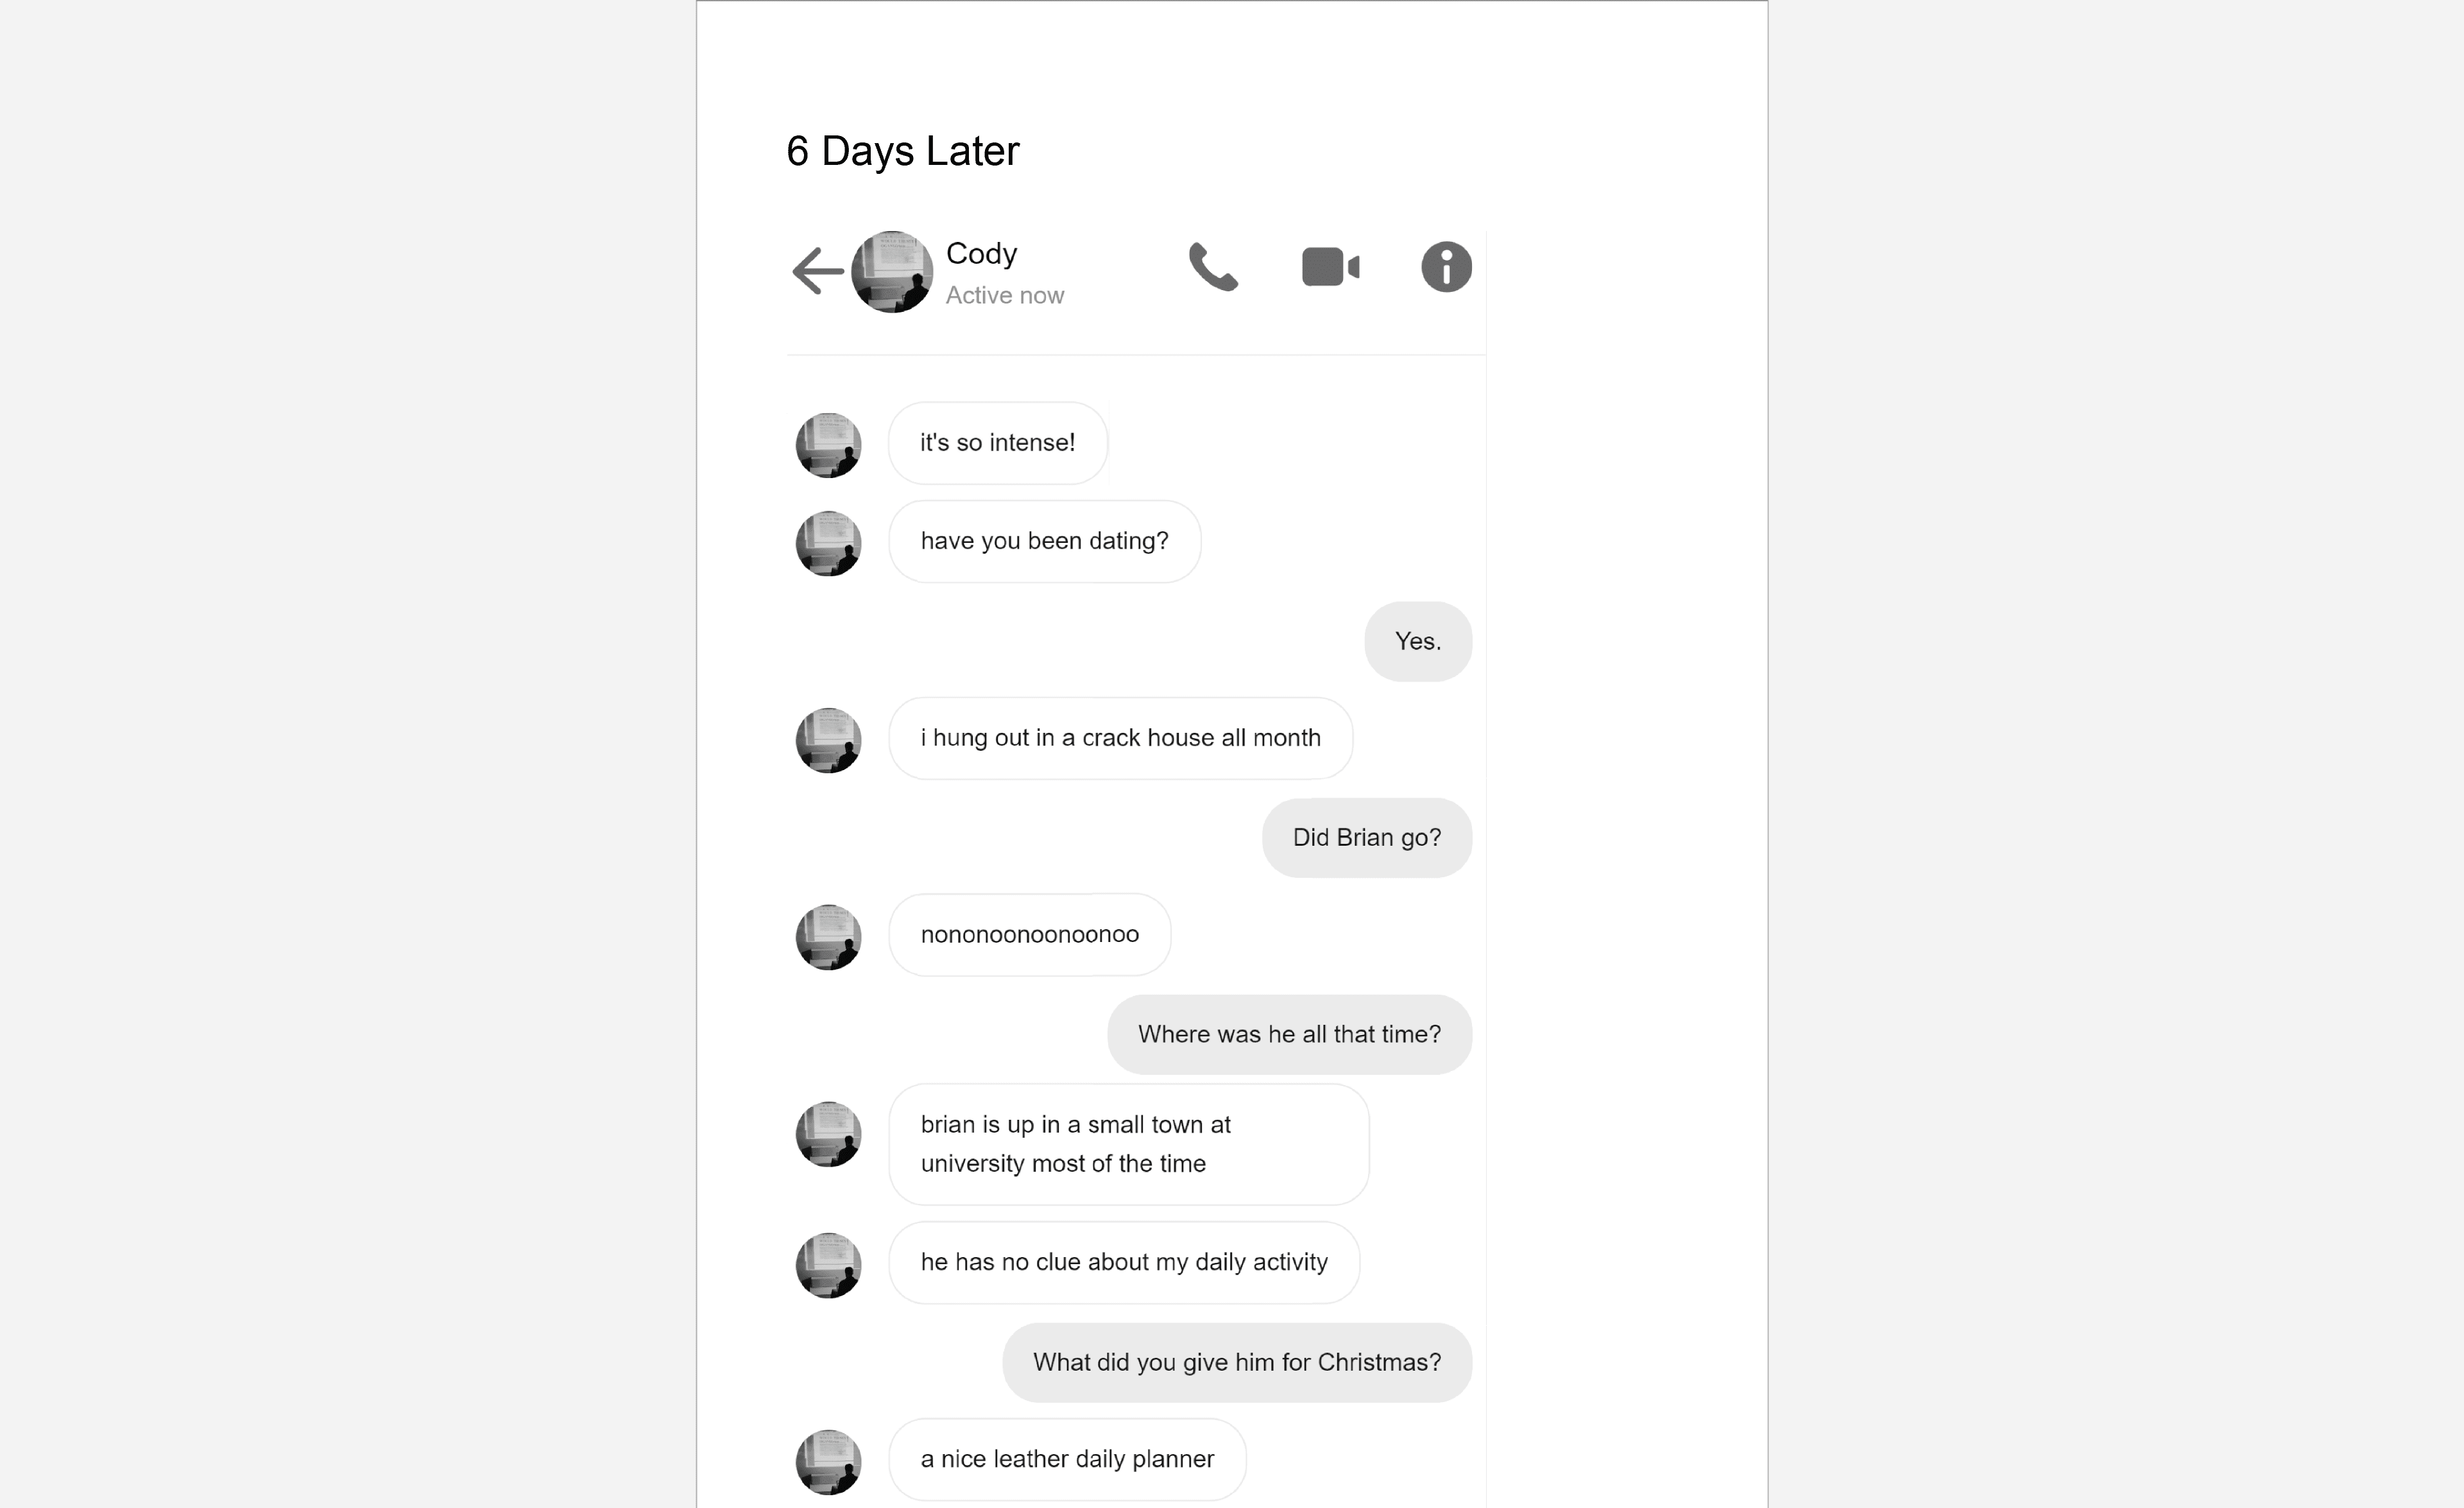 6 Days Later
Cody
Active now
it's so intense!
have you been dating?
Yes.
i hung out in a crack house all month
Did Brian go?
nononoonoonoonoo
Where was he all that time?
brian is up in a small town at
university most of the time
he has no clue about my daily activity
What did you give him for Christmas?
a nice leather daily planner